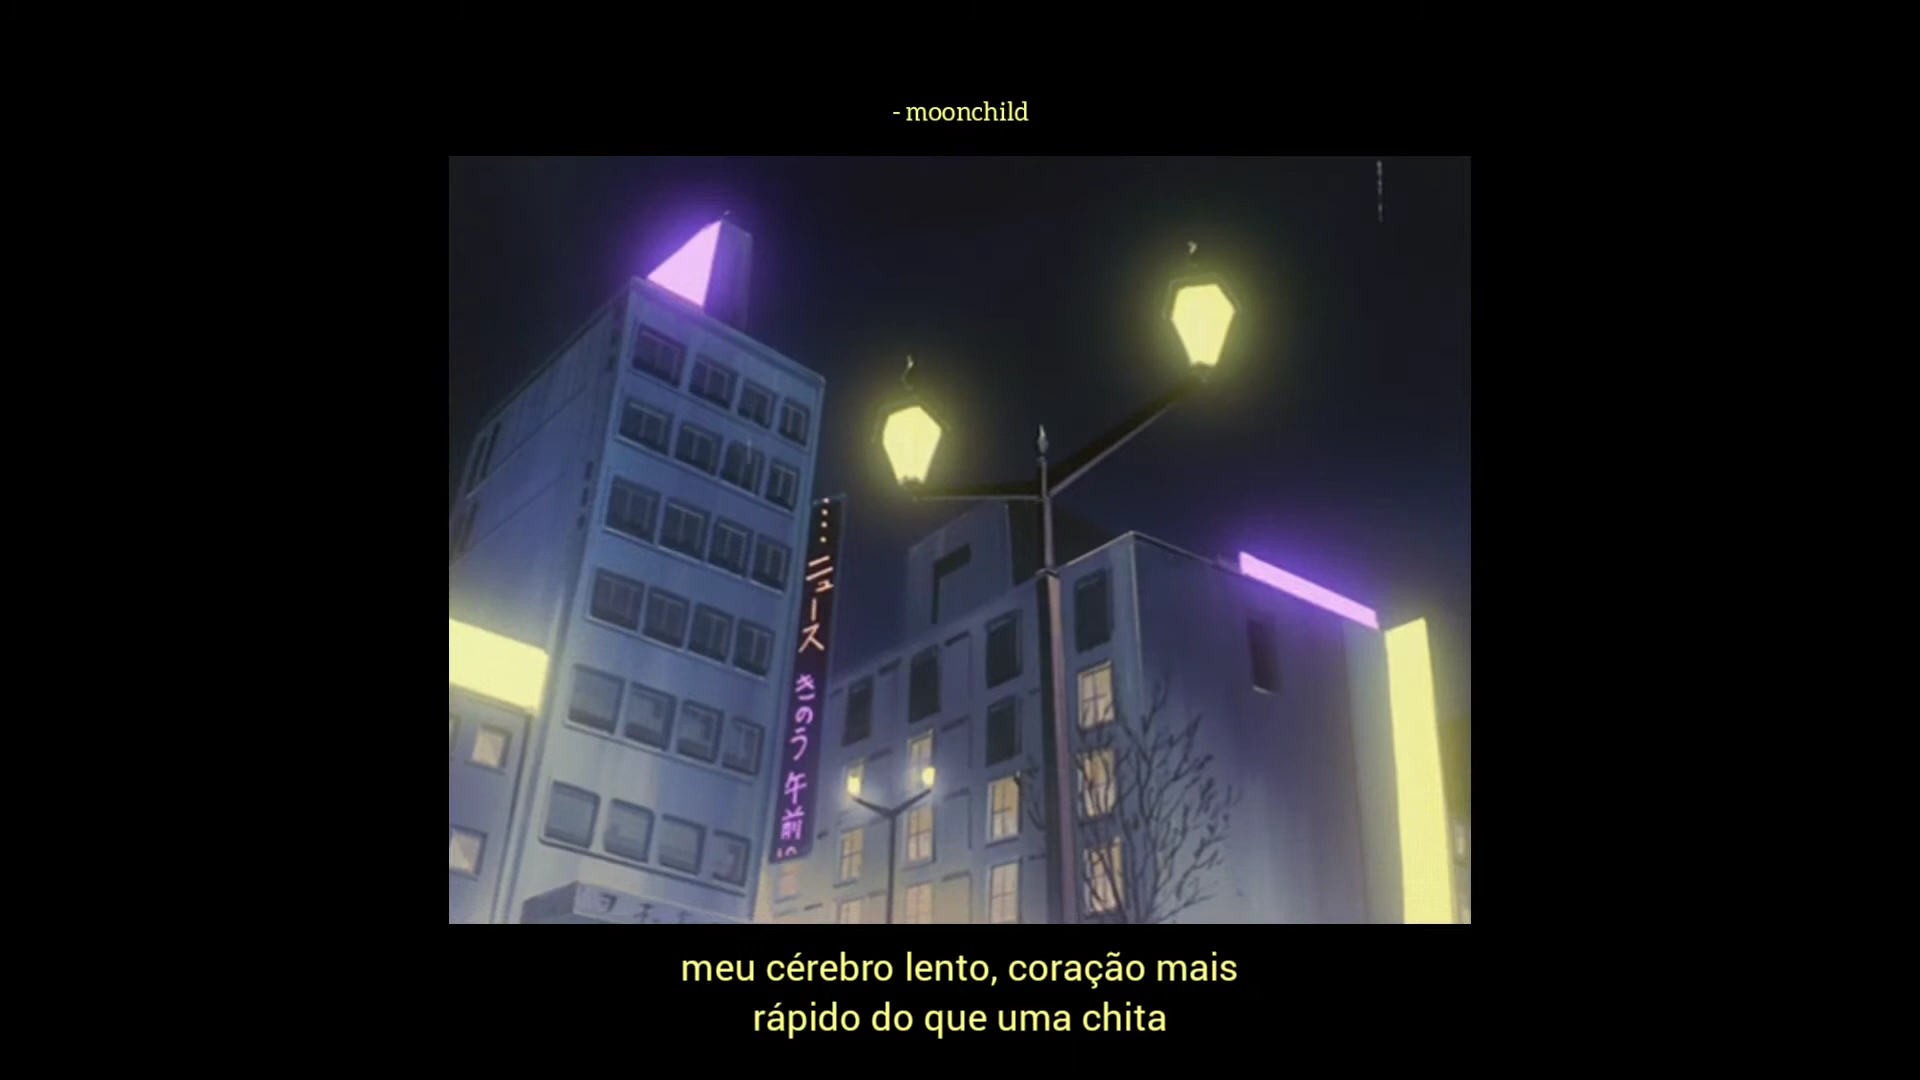 - moonchild
ニュース きのう 午前
meu cérebro lento, coração mais
rápido do que uma chita